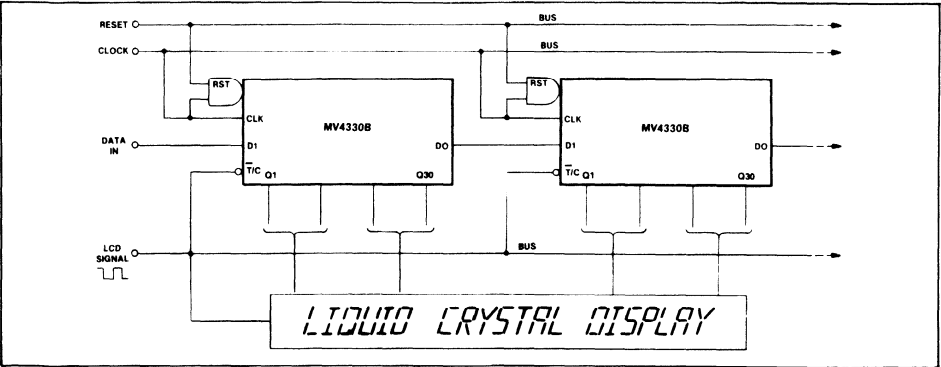 RESET
BUS
CLOCK
BUS
RST
RST
CLK
CLK
MV4330B
MV4330B
DATA
IN
D1
DO
D1
DO
T̅/C
Q1
Q30
T̅/C
Q1
Q30
LCD
SIGNAL
BUS
LIQUID CRYSTAL DISPLAY